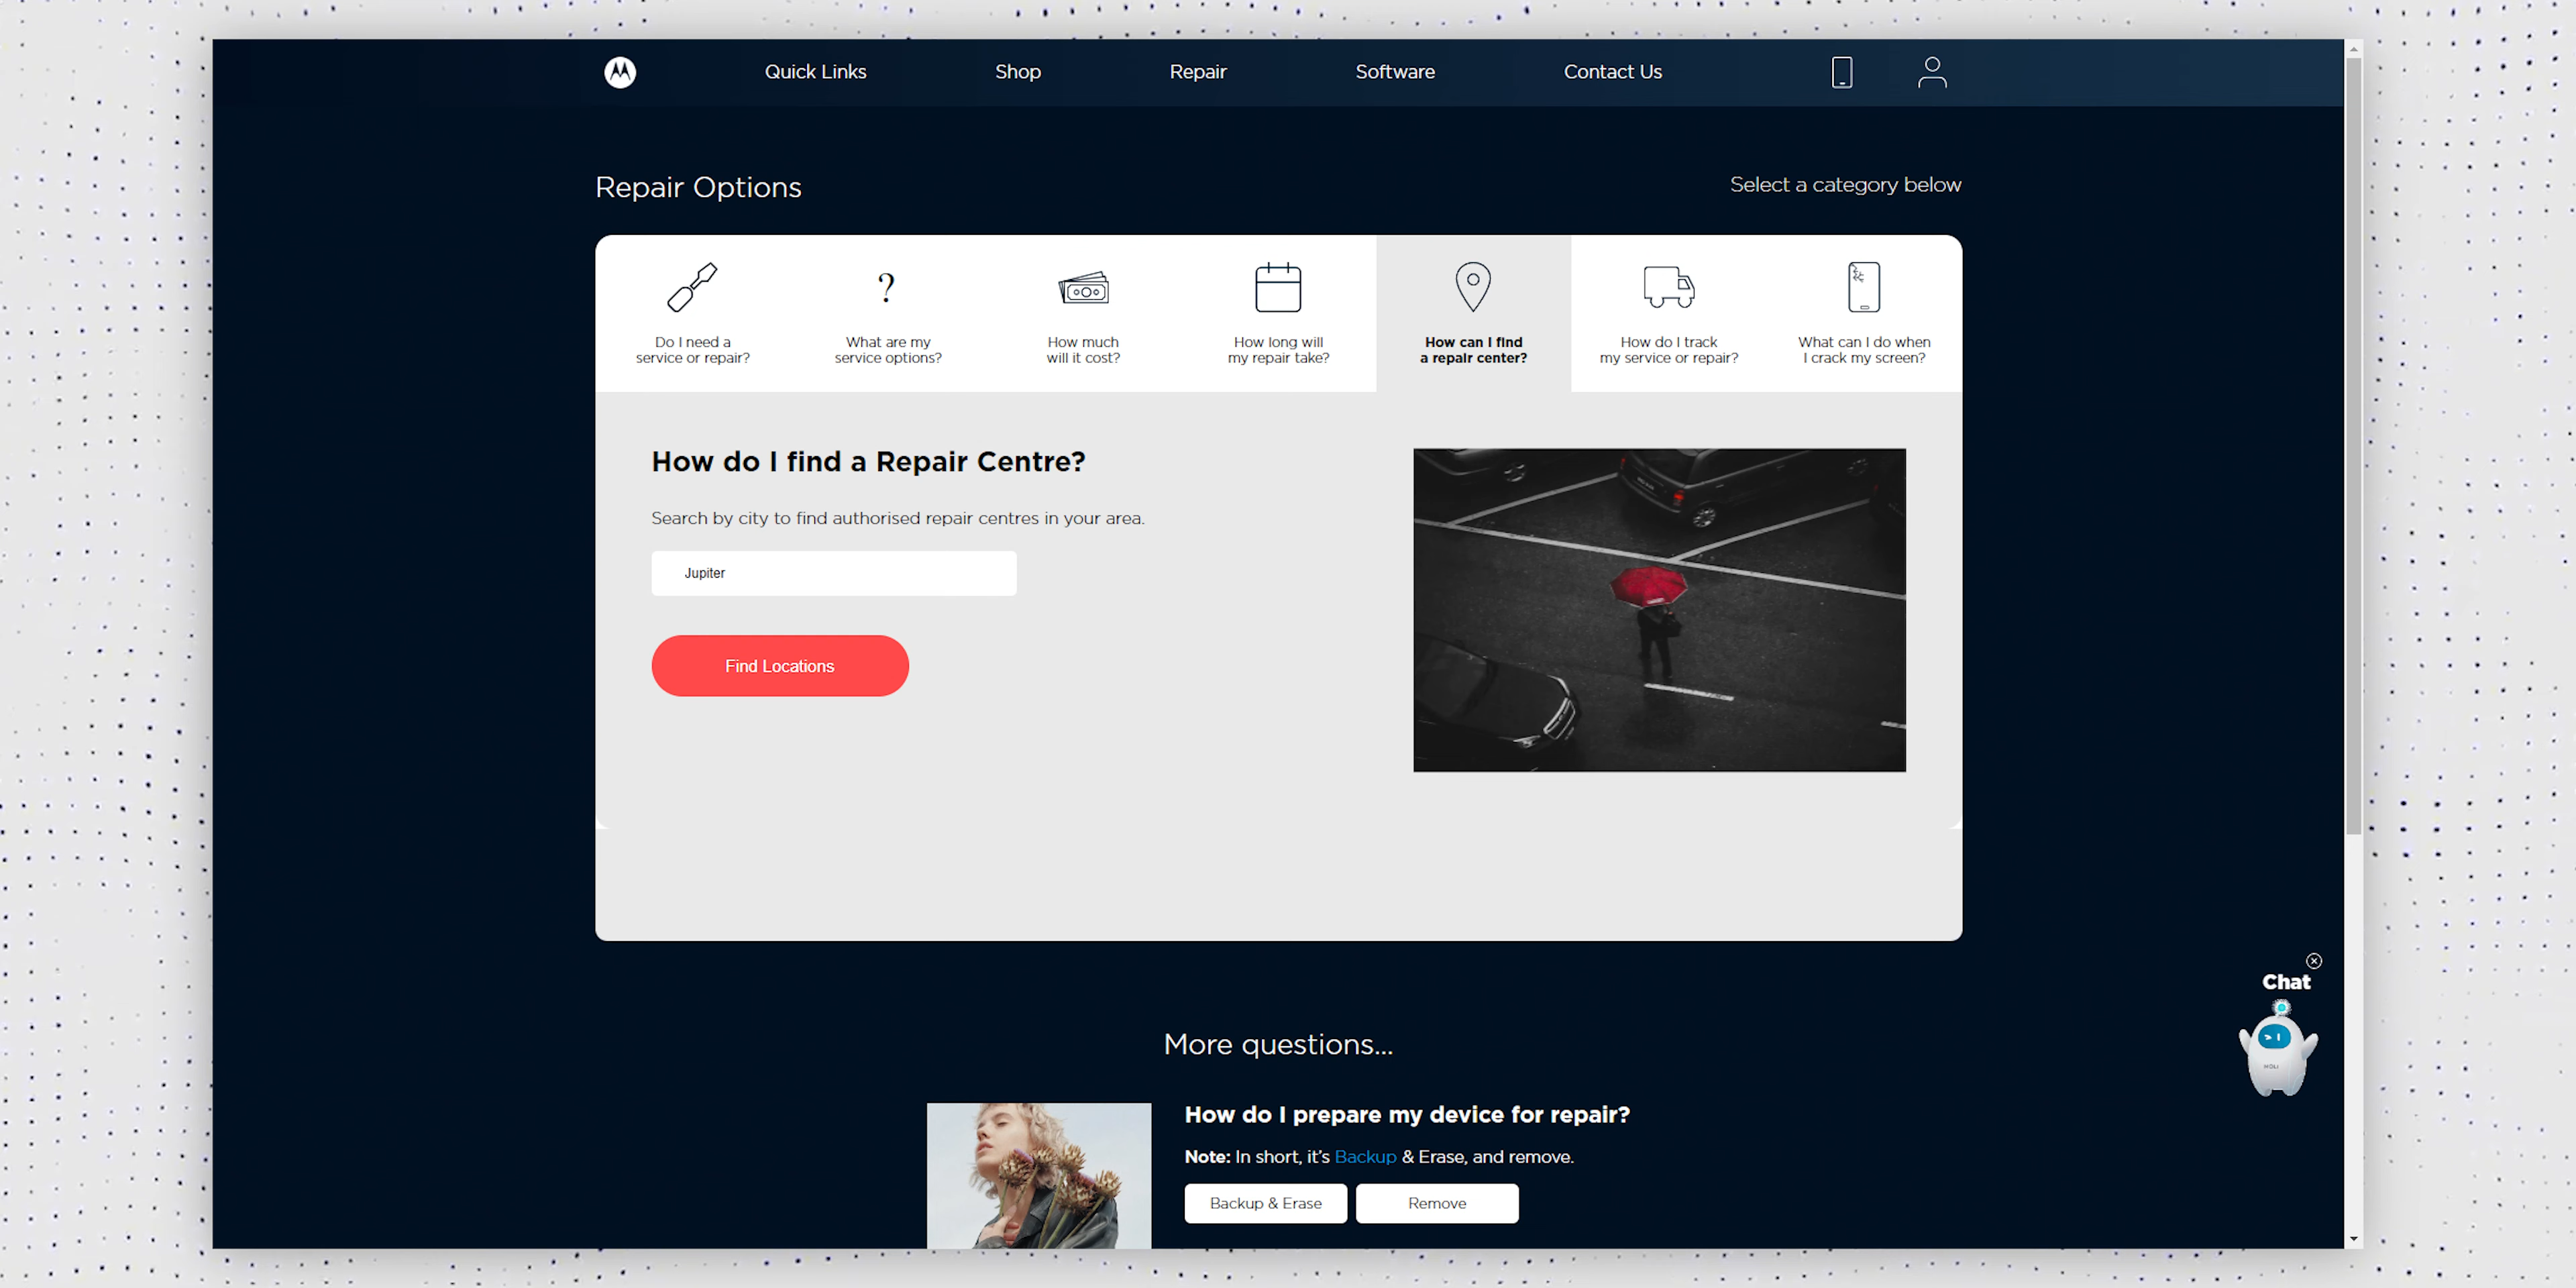 Quick Links
Shop
Repair
Software
Contact Us
Repair Options
Select a category below
Do I need a
service or repair?
?
What are my
service options?
How much
will it cost?
How long will
my repair take?
How can I find
a repair center?
How do I track
my service or repair?
What can I do when
I crack my screen?
How do I find a Repair Centre?
Search by city to find authorised repair centres in your area.
Jupiter
Find Locations
Chat
MOLI
More questions...
How do I prepare my device for repair?
Note: In short, it's Backup & Erase, and remove.
Backup & Erase
Remove